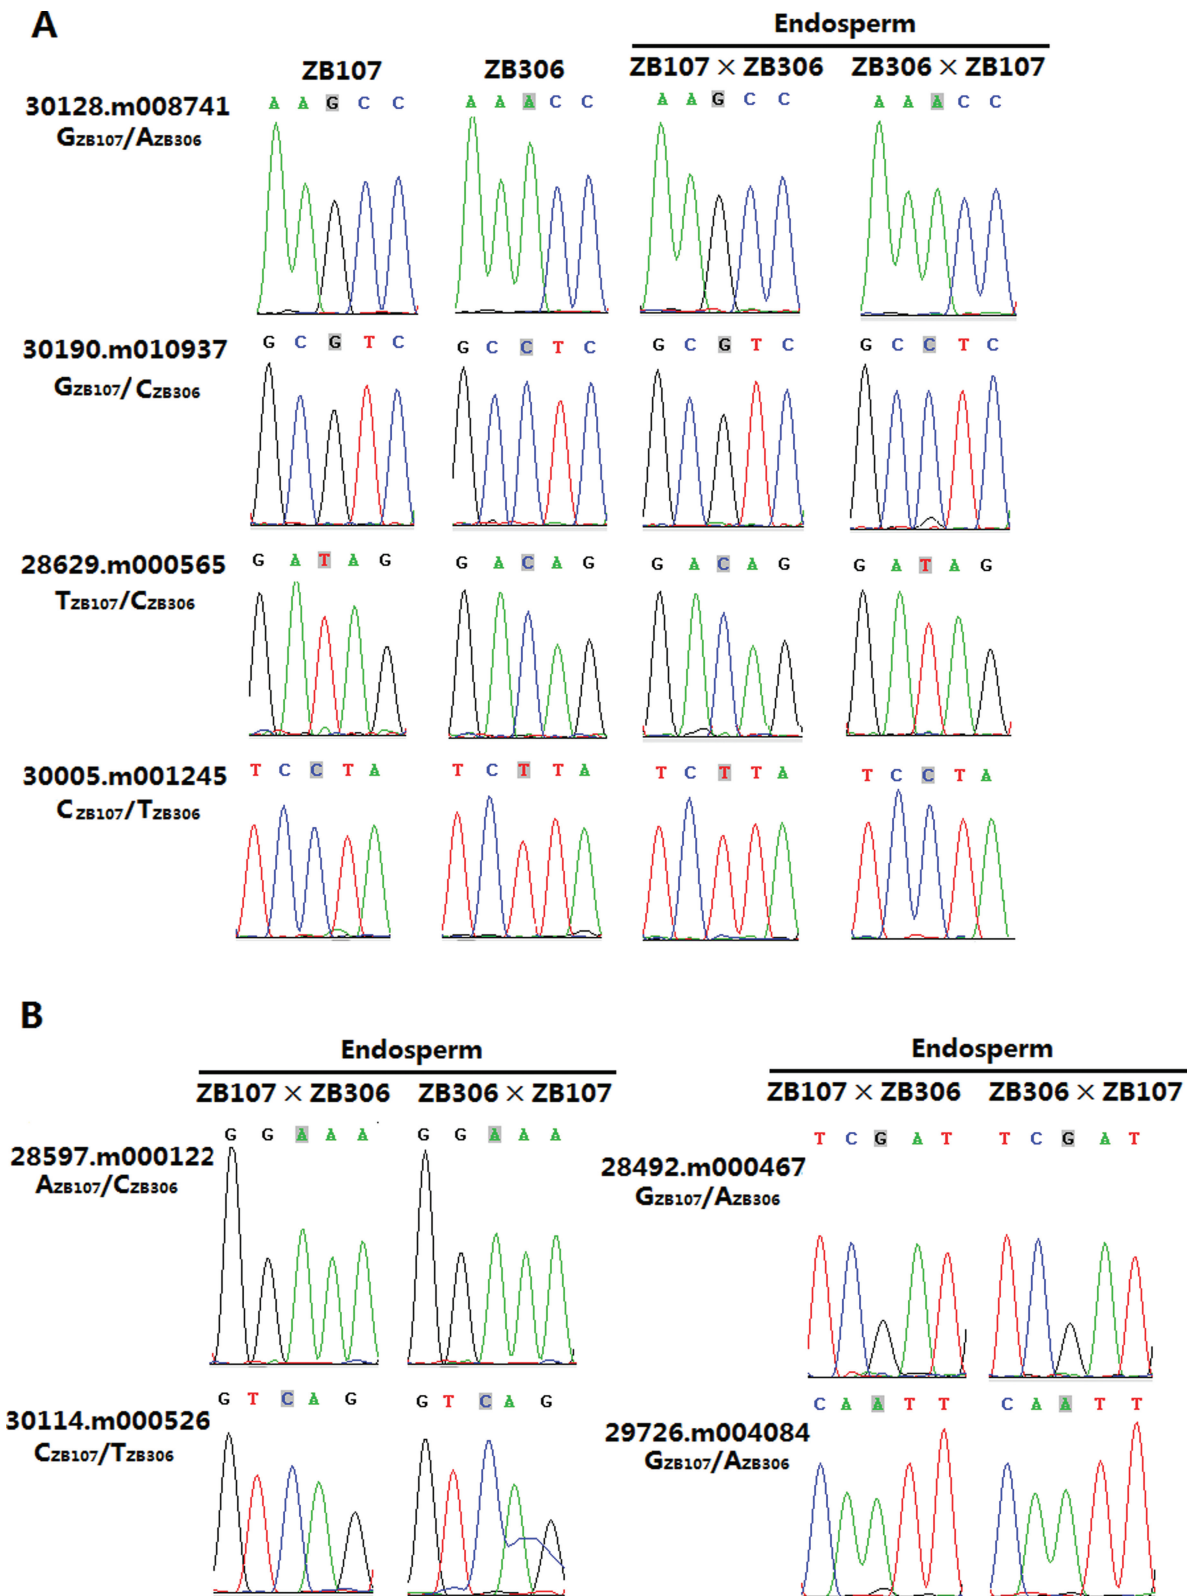 A
Endosperm
ZB107 ZB306 ZB107 × ZB306 ZB306 × ZB107
30128.m008741
GZB107/AZB306
A A G C C
A A A C C
A A G C C
A A A C C
30190.m010937
GZB107/CZB306
G C G T C
G C C T C
G C G T C
G C C T C
28629.m000565
TZB107/CZB306
G A T A G
G A C A G
G A C A G
G A T A G
30005.m001245
CZB107/TZB306
T C C T A
T C T T A
T C T T A
T C C T A
B
Endosperm
ZB107 × ZB306 ZB306 × ZB107
28597.m000122
AZB107/CZB306
G G A A A
G G A A A
30114.m000526
CZB107/TZB306
G T C A G
G T C A G
Endosperm
ZB107 × ZB306 ZB306 × ZB107
28492.m000467
GZB107/AZB306
T C G A T
T C G A T
29726.m004084
GZB107/AZB306
C A A T T
C A A T T